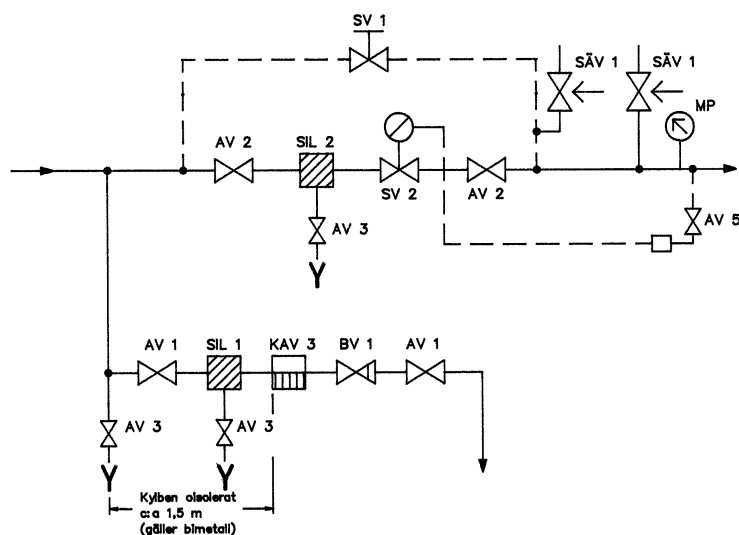 SV 1
SÄV 1
SÄV 1
MP
AV 2
SIL 2
SV 2
AV 2
AV 3
AV 5
AV 1
SIL 1
KAV 3
BV 1
AV 1
AV 3
AV 3
Kylben oisolerat
c:a 1,5 m
(gäller bimetall)